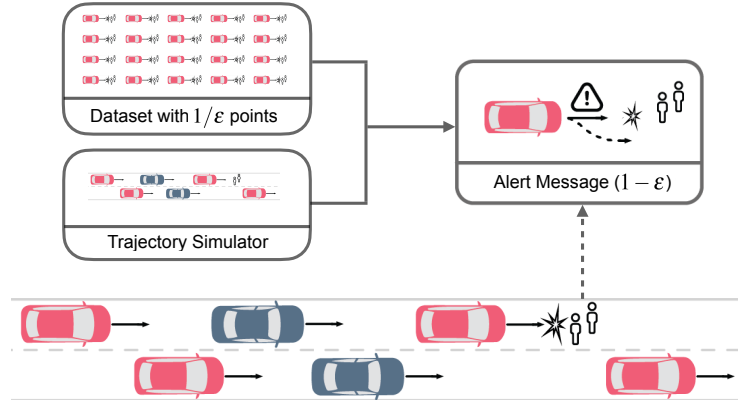 Dataset with 1/ε points
Trajectory Simulator
Alert Message (1 − ε)